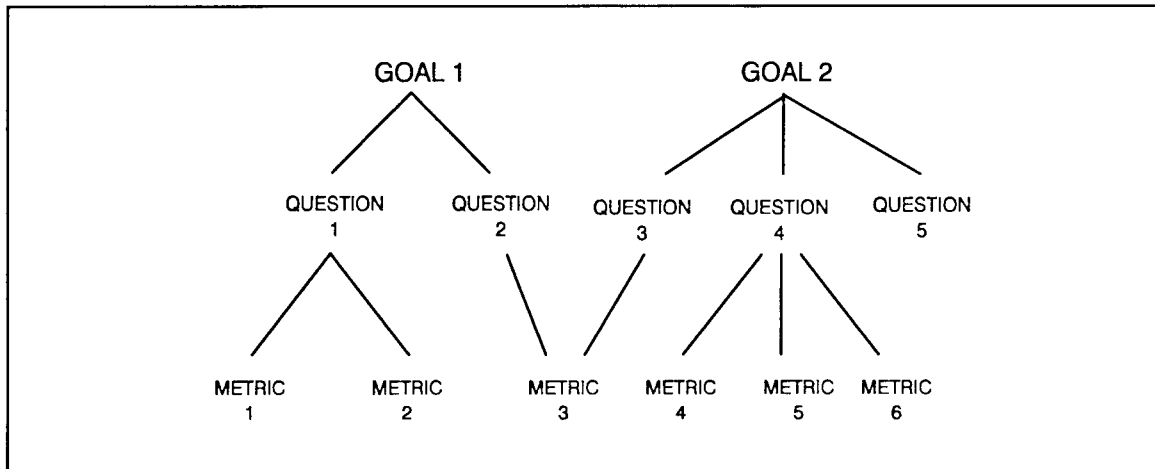 GOAL 1
GOAL 2
QUESTION
1
QUESTION
2
QUESTION
3
QUESTION
4
QUESTION
5
METRIC
1
METRIC
2
METRIC
3
METRIC
4
METRIC
5
METRIC
6